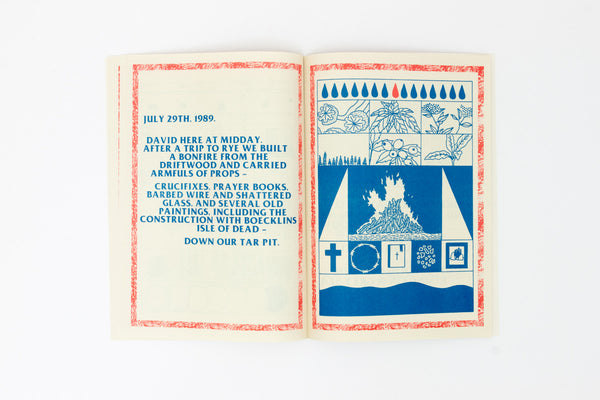 JULY 29TH. 1989.
DAVID HERE AT MIDDAY.
AFTER A TRIP TO RYE WE BUILT
A BONFIRE FROM THE
DRIFTWOOD AND CARRIED
ARMFULS OF PROPS –
CRUCIFIXES, PRAYER BOOKS,
BARBED WIRE AND SHATTERED
GLASS, AND SEVERAL OLD
PAINTINGS, INCLUDING THE
CONSTRUCTION WITH BOECKLINS
ISLE OF DEAD –
DOWN OUR TAR PIT.